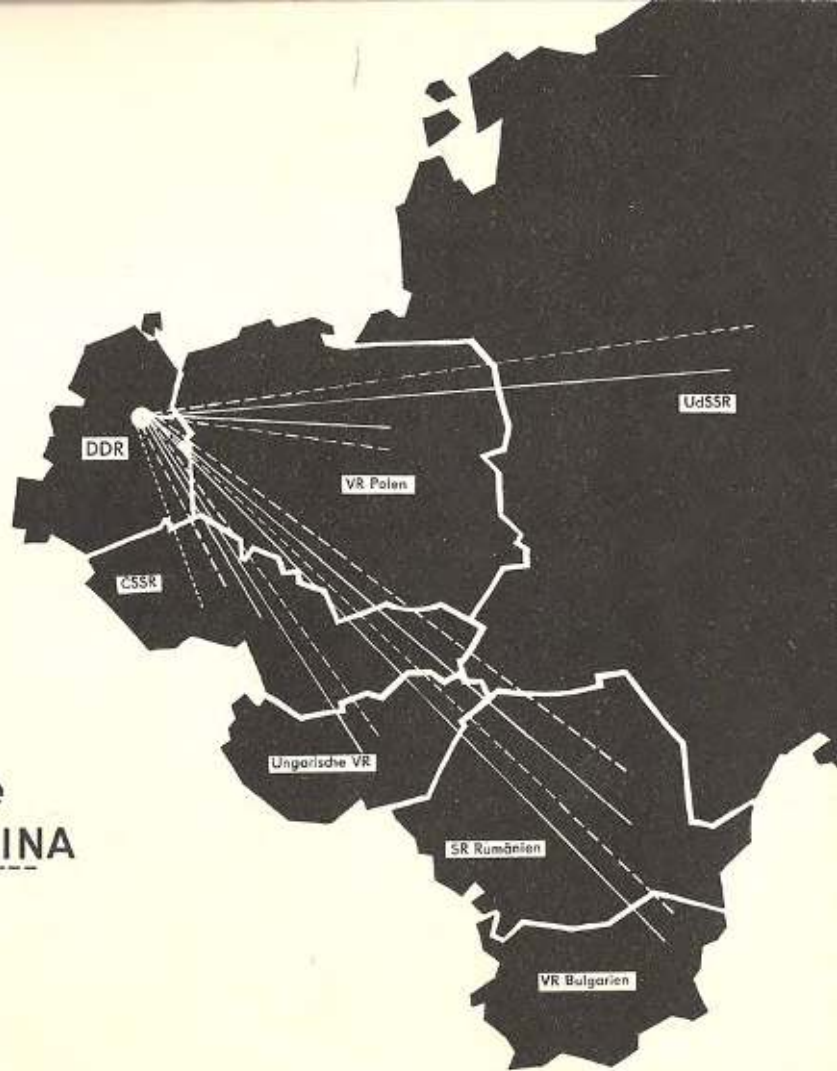 UdSSR
DDR
VR Polen
ČSSR
Ungarische VR
e
INA
SR Rumänien
VR Bulgarien